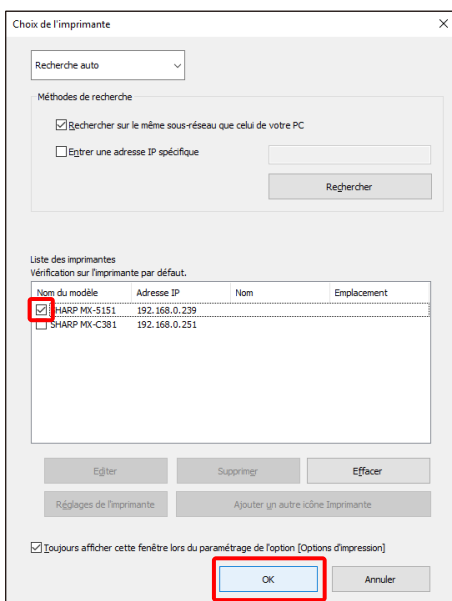 Choix de l'imprimante
Recherche auto
Méthodes de recherche
Rechercher sur le même sous-réseau que celui de votre PC
Entrer une adresse IP spécifique
Rechercher
Liste des imprimantes
Vérification sur l'imprimante par défaut.
Nom du modèle Adresse IP Nom Emplacement
SHARP MX-5151 192.168.0.239
SHARP MX-C381 192.168.0.251
Editer Supprimer Effacer
Réglages de l'imprimante Ajouter un autre icône Imprimante
Toujours afficher cette fenêtre lors du paramétrage de l'option [Options d'impression]
OK Annuler